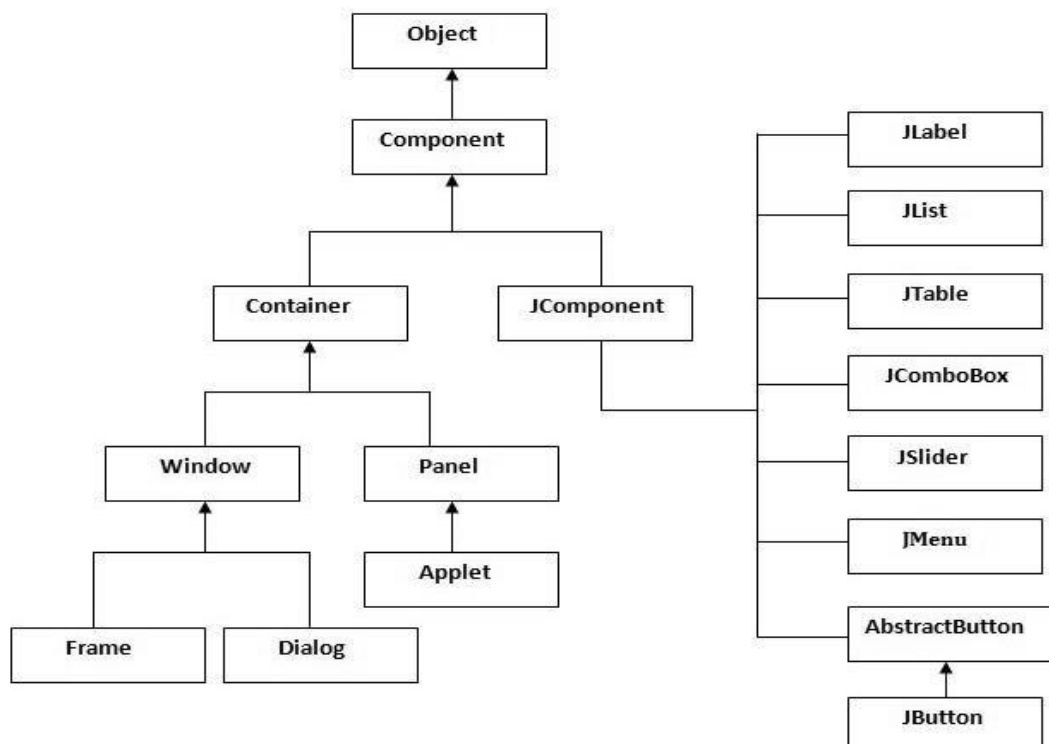 Object
Component
Container
JComponent
Window
Panel
Applet
Frame
Dialog
JLabel
JList
JTable
JComboBox
JSlider
JMenu
AbstractButton
JButton